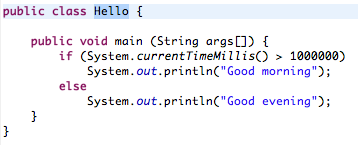 public class Hello {
public void main (String args[]) {
if (System.currentTimeMillis() > 1000000)
System.out.println("Good morning");
else
System.out.println("Good evening");
}
}